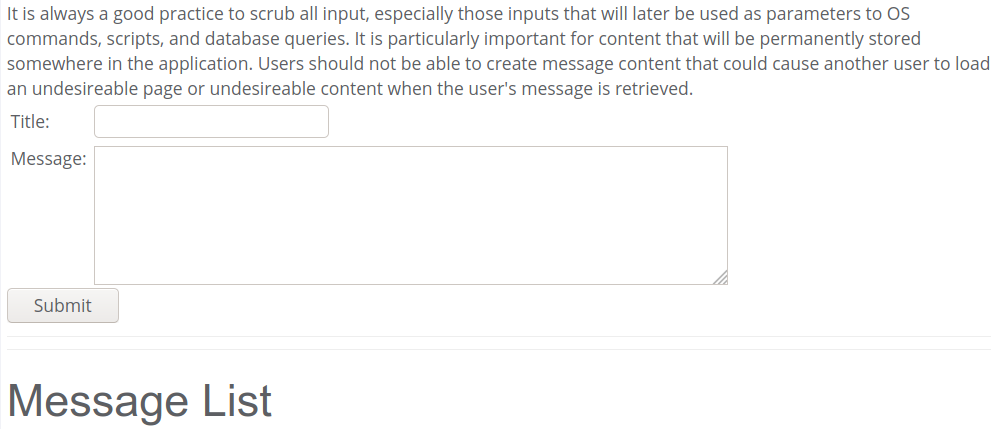 It is always a good practice to scrub all input, especially those inputs that will later be used as parameters to OS
commands, scripts, and database queries. It is particularly important for content that will be permanently stored
somewhere in the application. Users should not be able to create message content that could cause another user to load
an undesireable page or undesireable content when the user's message is retrieved.
Title:
Message:
Submit
Message List